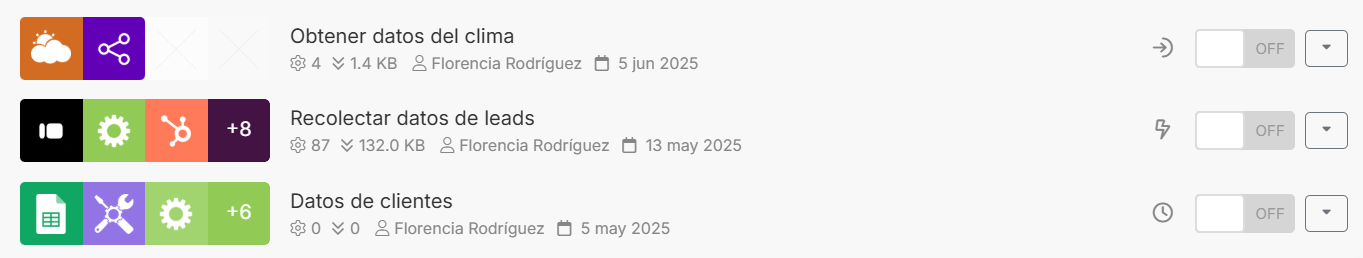 Obtener datos del clima
4 1.4 KB Florencia Rodríguez 5 jun 2025
OFF
+8
Recolectar datos de leads
87 132.0 KB Florencia Rodríguez 13 may 2025
OFF
+6
Datos de clientes
0 0 Florencia Rodríguez 5 may 2025
OFF